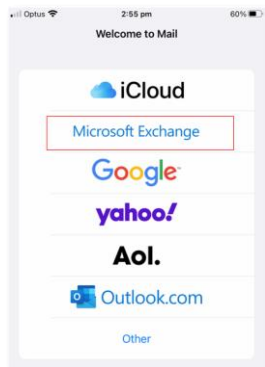 Optus 2:55 pm 60%
Welcome to Mail
iCloud
Microsoft Exchange
Google
yahoo!
Aol.
Outlook.com
Other